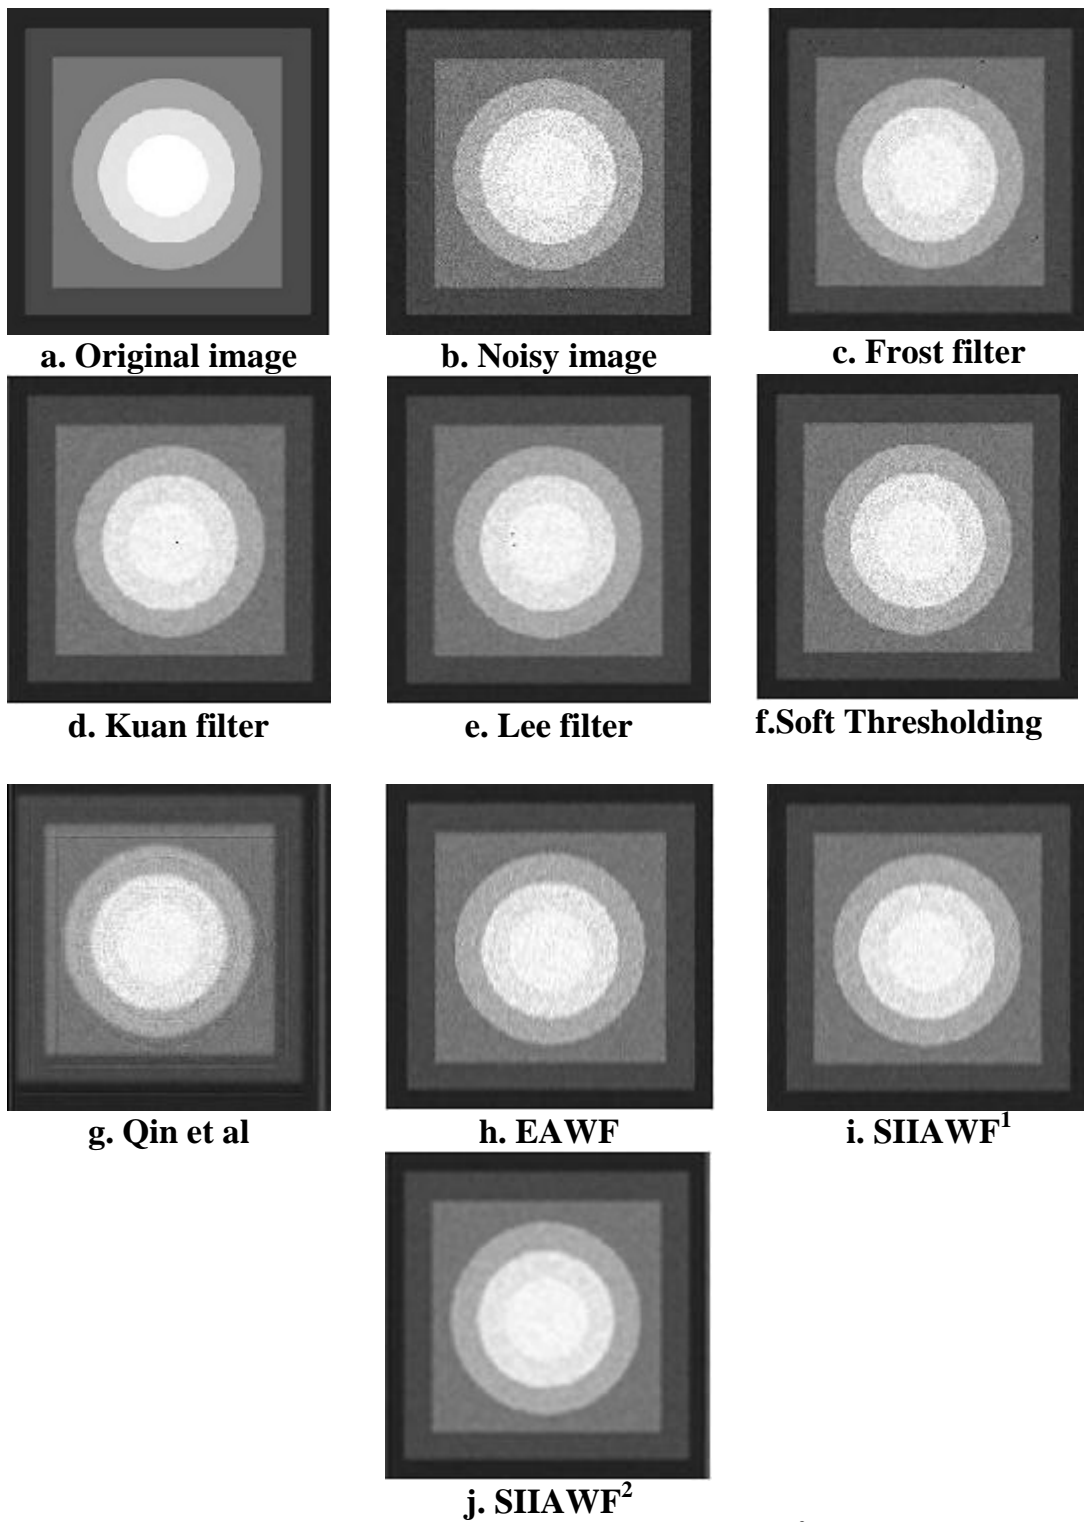 a. Original image
b. Noisy image
c. Frost filter
d. Kuan filter
e. Lee filter
f.Soft Thresholding
g. Qin et al
h. EAWF
i. SIIAWF¹
j. SIIAWF²